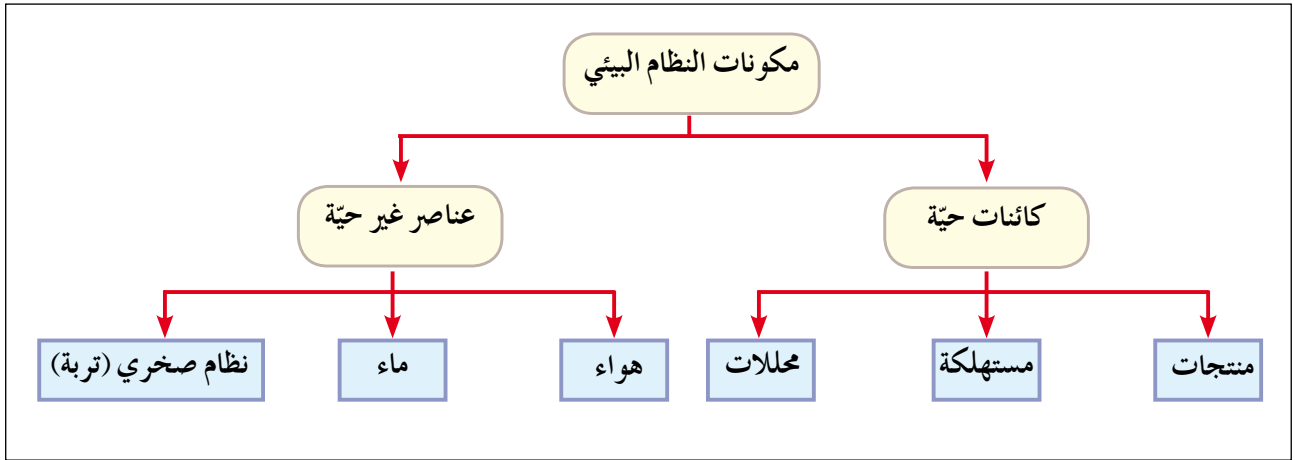 مكونات النظام البيئي
كائنات حيّة
عناصر غير حيّة
منتجات
مستهلكة
محللات
هواء
ماء
نظام صخري (تربة)